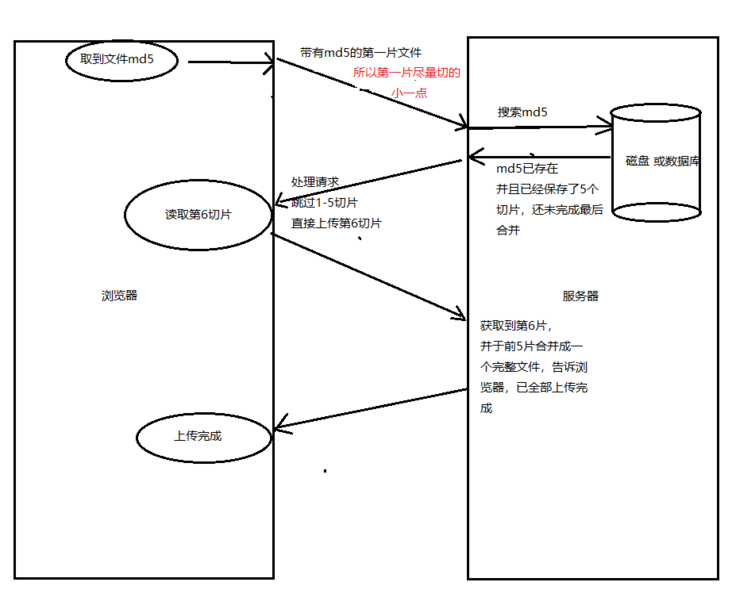 取到文件md5
带有md5的第一片文件
所以第一片尽量切的
小一点
搜索md5
磁盘 或数据库
md5已存在
并且已经保存了5个
切片，还未完成最后
合并
处理请求
跳过1-5切片
直接上传第6切片
读取第6切片
浏览器
服务器
获取到第6片，
并于前5片合并成一
个完整文件，告诉浏
览器，已全部上传完
成
上传完成